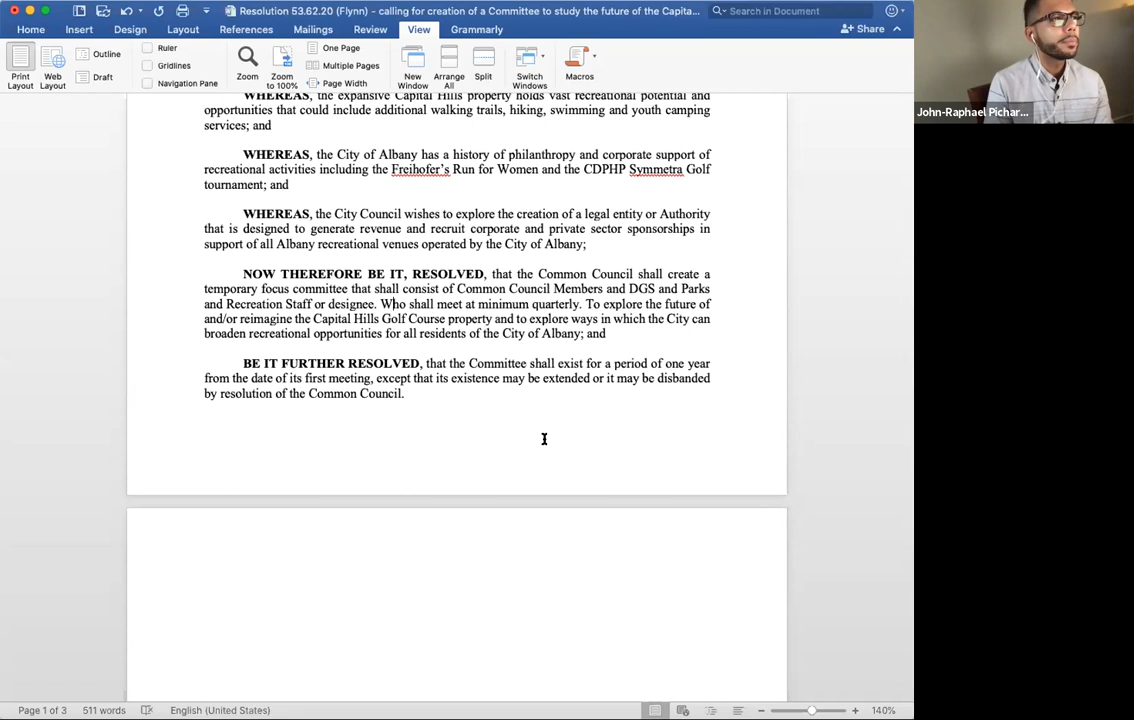 Resolution 53.62.20 (Flynn) - calling for creation of a Committee to study the future of the Capita...
Search in Document
Home Insert Design Layout References Mailings Review View Grammarly
Share
Print Layout
Web Layout
Outline
Draft
Ruler
Gridlines
Navigation Pane
Zoom
Zoom to 100%
One Page
Multiple Pages
Page Width
New Window
Arrange All
Split
Switch Windows
Macros
John-Raphael Pichar...
WHEREAS, the expansive Capital Hills property holds vast recreational potential and
opportunities that could include additional walking trails, hiking, swimming and youth camping
services; and
WHEREAS, the City of Albany has a history of philanthropy and corporate support of
recreational activities including the Freihofer's Run for Women and the CDPHP Symmetra Golf
tournament; and
WHEREAS, the City Council wishes to explore the creation of a legal entity or Authority
that is designed to generate revenue and recruit corporate and private sector sponsorships in
support of all Albany recreational venues operated by the City of Albany;
NOW THEREFORE BE IT, RESOLVED, that the Common Council shall create a
temporary focus committee that shall consist of Common Council Members and DGS and Parks
and Recreation Staff or designee. Who shall meet at minimum quarterly. To explore the future of
and/or reimagine the Capital Hills Golf Course property and to explore ways in which the City can
broaden recreational opportunities for all residents of the City of Albany; and
BE IT FURTHER RESOLVED, that the Committee shall exist for a period of one year
from the date of its first meeting, except that its existence may be extended or it may be disbanded
by resolution of the Common Council.
Page 1 of 3 511 words English (United States) 140%